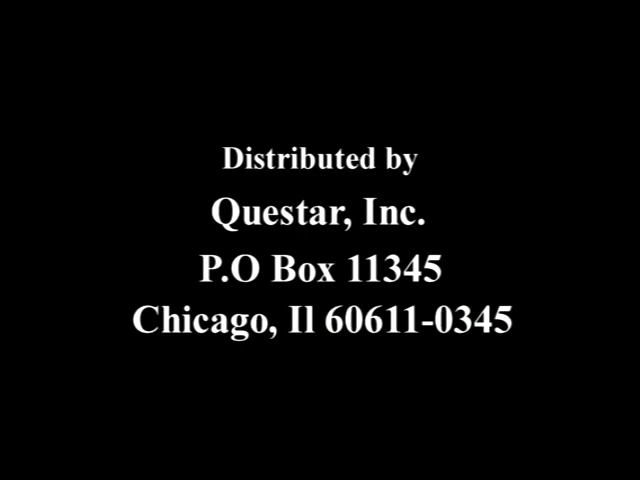 Distributed by
Questar, Inc.
P.O Box 11345
Chicago, Il 60611-0345